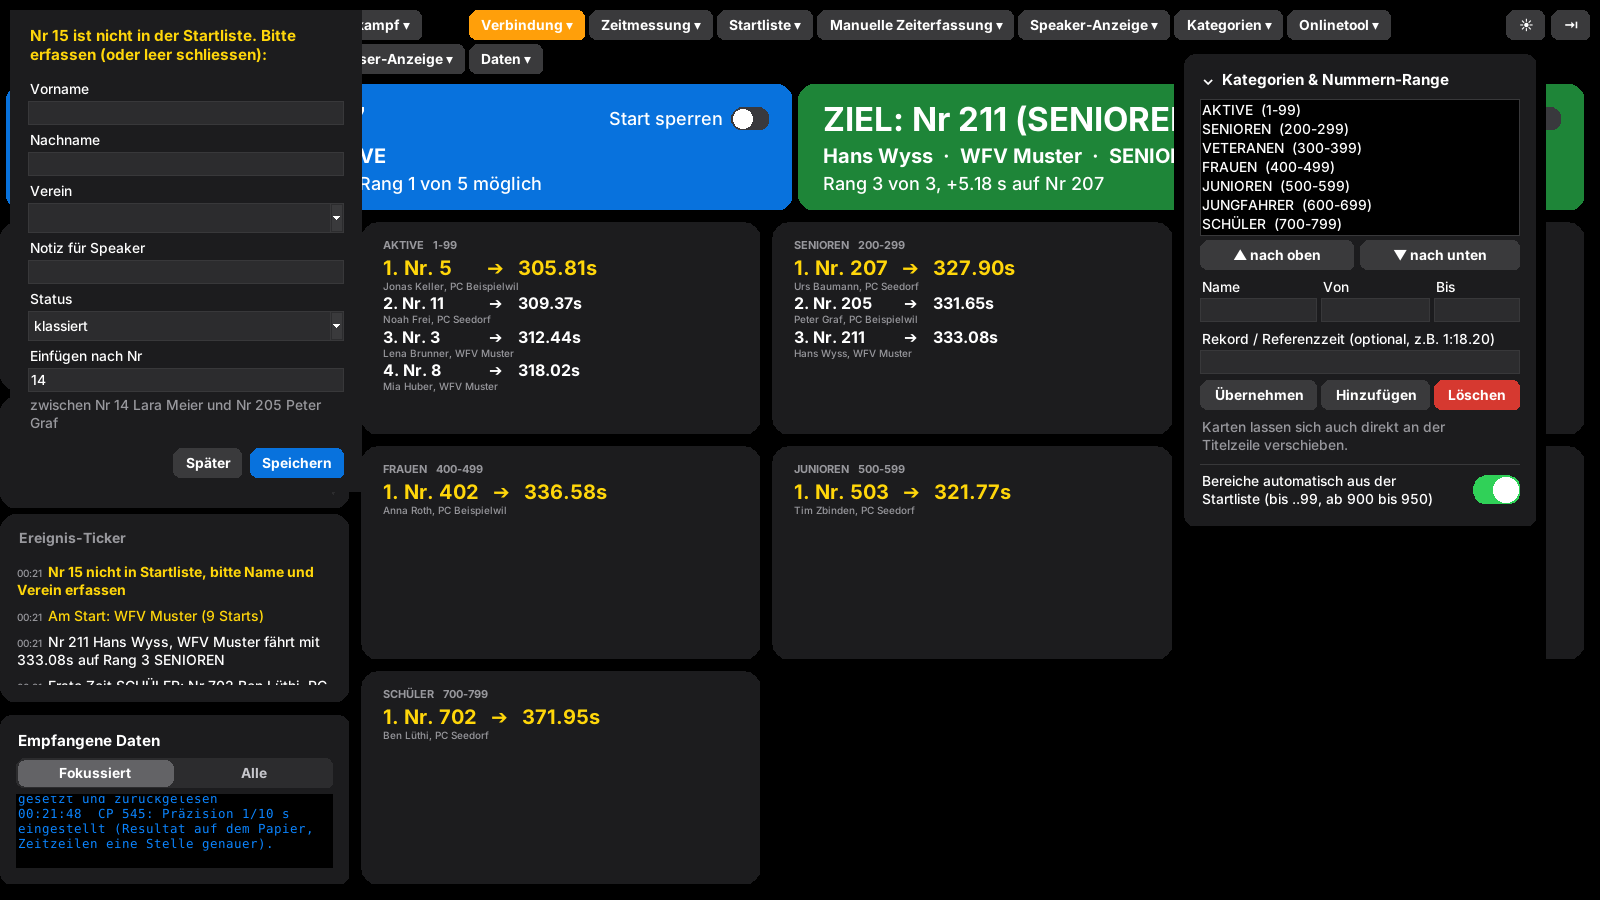 Nr 15 ist nicht in der Startliste. Bitte
erfassen (oder leer schliessen):
Vorname
Nachname
Verein
Notiz für Speaker
Status
klassiert
Einfügen nach Nr
14
zwischen Nr 14 Lara Meier und Nr 205 Peter
Graf
Später
Speichern
Verbindung ▾
Zeitmessung ▾
Startliste ▾
Manuelle Zeiterfassung ▾
Speaker-Anzeige ▾
Kategorien ▾
Onlinetool ▾
ser-Anzeige ▾
Daten ▾
Start sperren
VE
Rang 1 von 5 möglich
ZIEL: Nr 211 (SENIORE
Hans Wyss · WFV Muster · SENIO
Rang 3 von 3, +5.18 s auf Nr 207
AKTIVE 1-99
1. Nr. 5 ➔ 305.81s
Jonas Keller, PC Beispielwil
2. Nr. 11 ➔ 309.37s
Noah Frei, PC Seedorf
3. Nr. 3 ➔ 312.44s
Lena Brunner, WFV Muster
4. Nr. 8 ➔ 318.02s
Mia Huber, WFV Muster
SENIOREN 200-299
1. Nr. 207 ➔ 327.90s
Urs Baumann, PC Seedorf
2. Nr. 205 ➔ 331.65s
Peter Graf, PC Beispielwil
3. Nr. 211 ➔ 333.08s
Hans Wyss, WFV Muster
FRAUEN 400-499
1. Nr. 402 ➔ 336.58s
Anna Roth, PC Beispielwil
JUNIOREN 500-599
1. Nr. 503 ➔ 321.77s
Tim Zbinden, PC Seedorf
SCHÜLER 700-799
1. Nr. 702 ➔ 371.95s
Ben Lüthi, PC Seedorf
Kategorien & Nummern-Range
AKTIVE (1-99)
SENIOREN (200-299)
VETERANEN (300-399)
FRAUEN (400-499)
JUNIOREN (500-599)
JUNGFAHRER (600-699)
SCHÜLER (700-799)
▲ nach oben
▼ nach unten
Name
Von
Bis
Rekord / Referenzzeit (optional, z.B. 1:18.20)
Übernehmen
Hinzufügen
Löschen
Karten lassen sich auch direkt an der
Titelzeile verschieben.
Bereiche automatisch aus der
Startliste (bis ..99, ab 900 bis 950)
Ereignis-Ticker
00:21 Nr 15 nicht in Startliste, bitte Name und
Verein erfassen
00:21 Am Start: WFV Muster (9 Starts)
00:21 Nr 211 Hans Wyss, WFV Muster fährt mit
333.08s auf Rang 3 SENIOREN
Erste Zeit SCHÜLER: Nr 702 Ben Lüthi, PC
Empfangene Daten
Fokussiert
Alle
gesetzt und zurückgelesen
00:21:48 CP 545: Präzision 1/10 s
eingestellt (Resultat auf dem Papier,
Zeitzeilen eine Stelle genauer).